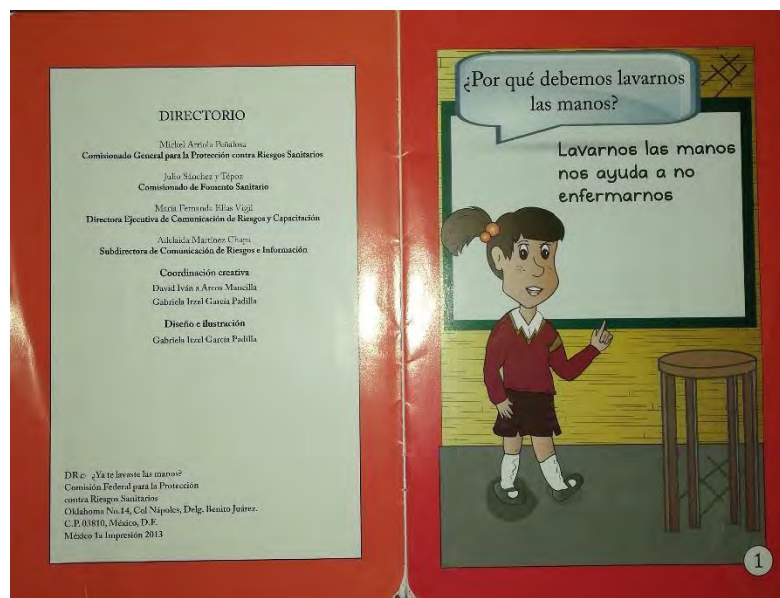 DIRECTORIO
Mikel Arriola Peñalosa
Comisionado General para la Protección contra Riesgos Sanitarios
Julio Sánchez y Tépoz
Comisionado de Fomento Sanitario
María Fernanda Elías Vigil
Directora Ejecutiva de Comunicación de Riesgos y Capacitación
Adelaida Martínez Chapa
Subdirectora de Comunicación de Riesgos e Información
Coordinación creativa
David Iván a Arcos Mancilla
Gabriela Itzel García Padilla
Diseño e ilustración
Gabriela Itzel García Padilla
DR© ¿Ya te lavaste las manos?
Comisión Federal para la Protección
contra Riesgos Sanitarios
Oklahoma No.14, Col Nápoles, Delg. Benito Juárez.
C.P. 03810, México, D.F.
México 1a Impresión 2013
¿Por qué debemos lavarnos
las manos?
Lavarnos las manos
nos ayuda a no
enfermarnos
1